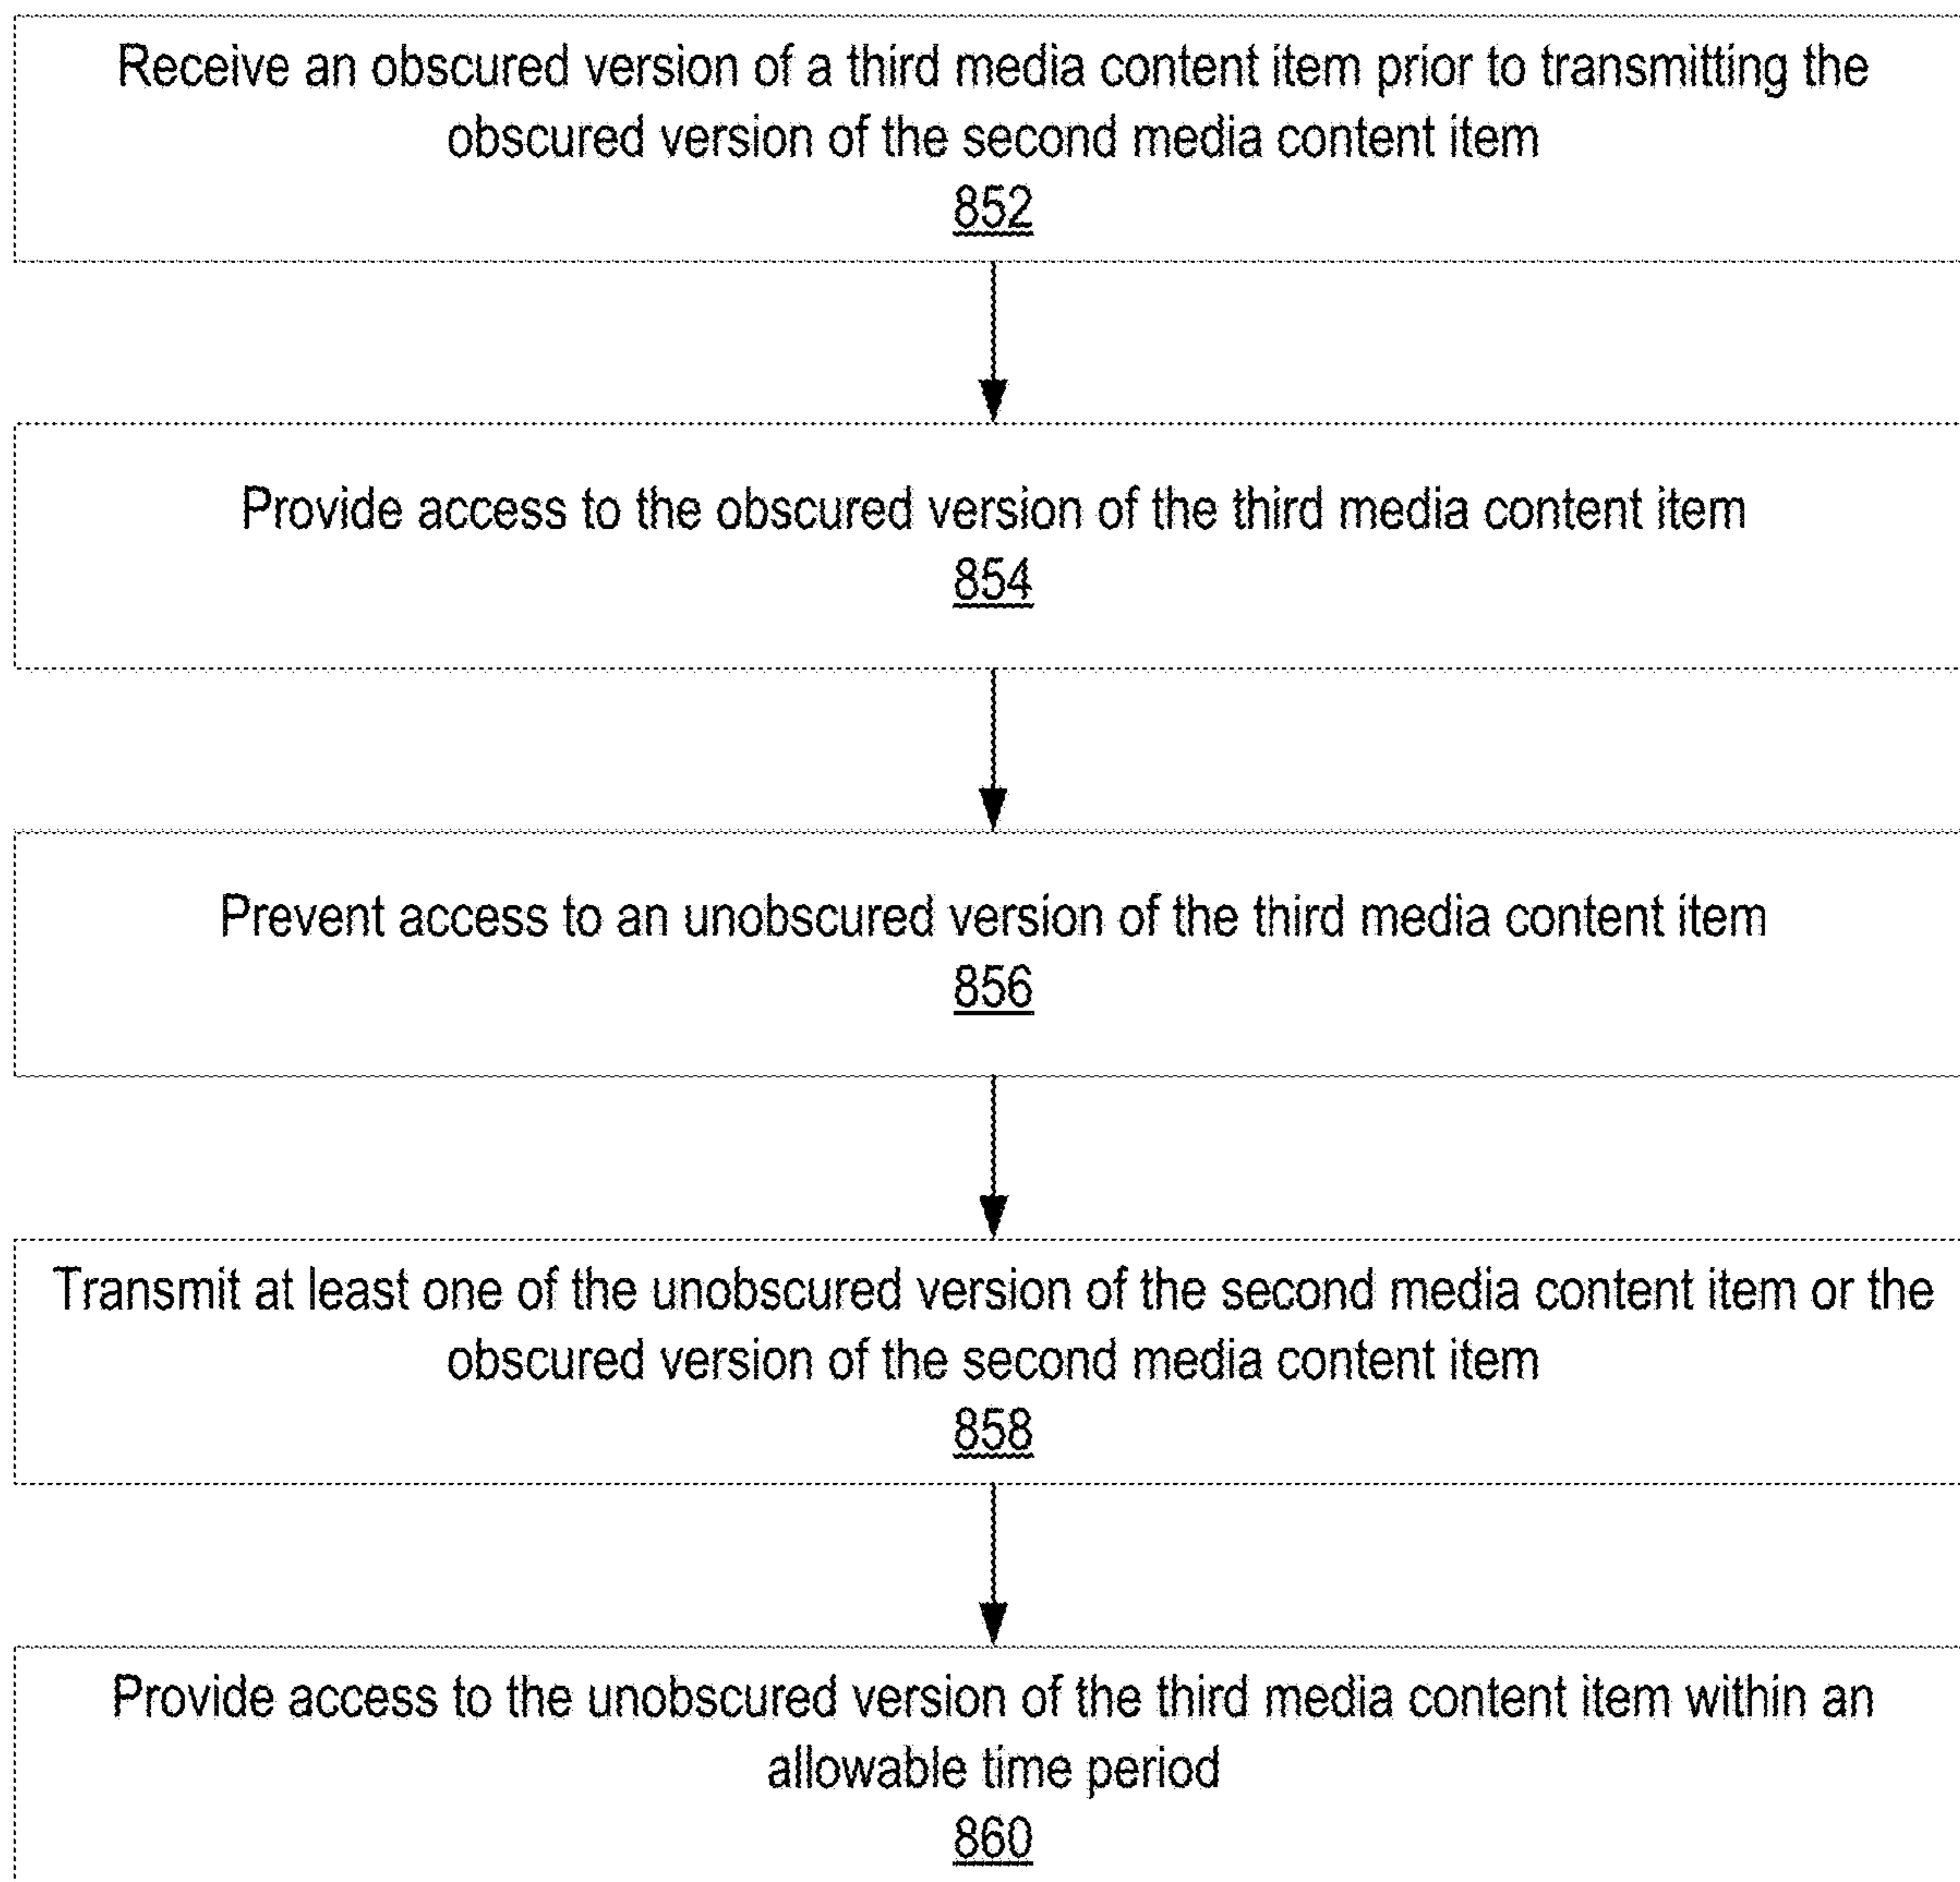 Receive an obscured version of a third media content item prior to transmitting the
obscured version of the second media content item
852
Provide access to the obscured version of the third media content item
854
Prevent access to an unobscured version of the third media content item
856
Transmit at least one of the unobscured version of the second media content item or the
obscured version of the second media content item
858
Provide access to the unobscured version of the third media content item within an
allowable time period
860